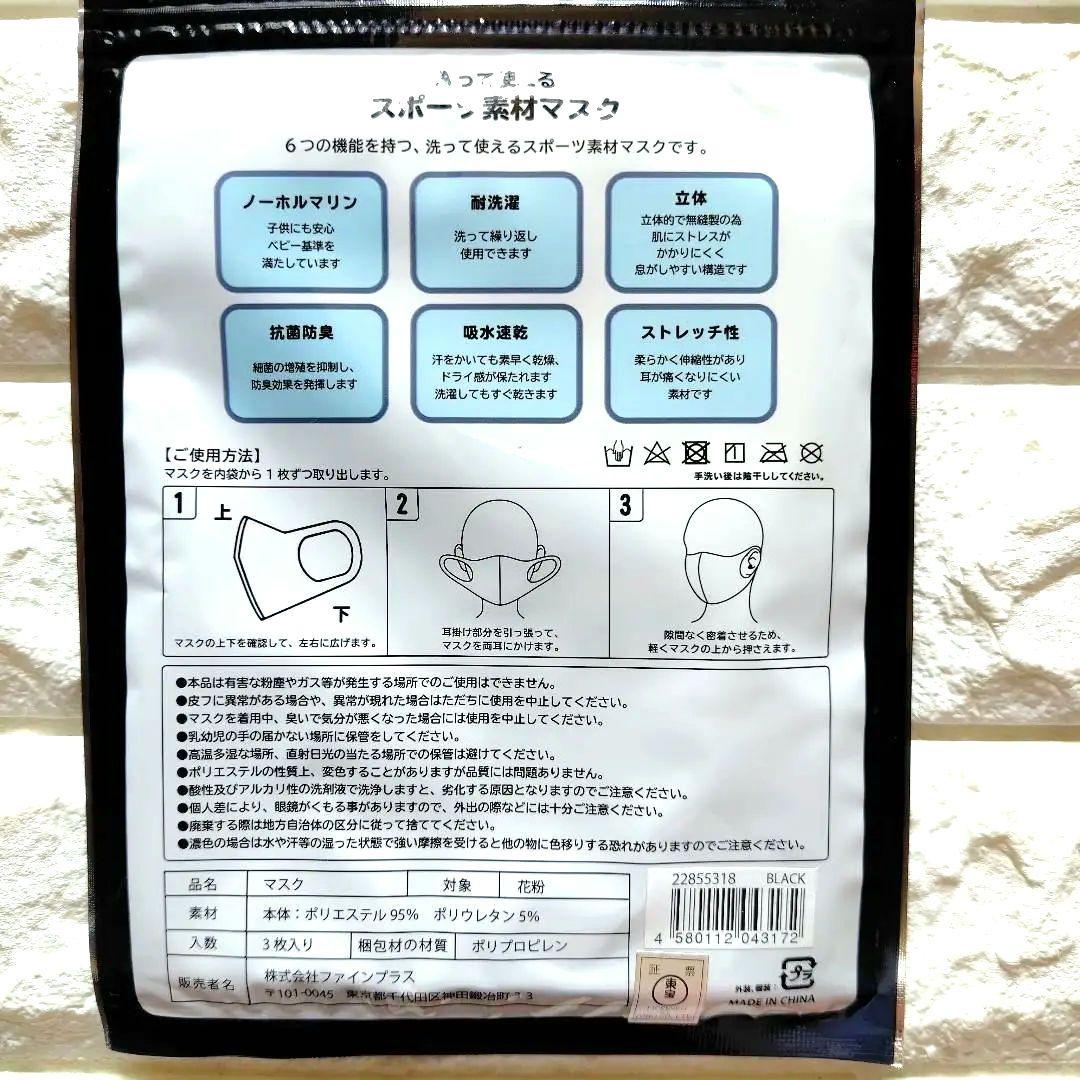 って使える
スポーツ素材マスク
6つの機能を持つ、洗って使えるスポーツ素材マスクです。
ノーホルマリン
子供にも安心
ベビー基準を
満たしています
耐洗濯
洗って繰り返し
使用できます
立体
立体的で無縫製の為
肌にストレスが
かかりにくく
息がしやすい構造です
抗菌防臭
細菌の増殖を抑制し、
防臭効果を発揮します
吸水速乾
汗をかいても素早く乾燥、
ドライ感が保たれます
洗濯してもすぐ乾きます
ストレッチ性
柔らかく伸縮性があり
耳が痛くなりにくい
素材です
【ご使用方法】
マスクを内袋から1枚ずつ取り出します。
手洗い後は陰干ししてください。
1
上
下
マスクの上下を確認して、左右に広げます。
2
耳掛け部分を引っ張って、
マスクを両耳にかけます。
3
隙間なく密着させるため、
軽くマスクの上から押さえます。
●本品は有害な粉塵やガス等が発生する場所でのご使用はできません。
●皮フに異常がある場合や、異常が現れた場合はただちに使用を中止してください。
●マスクを着用中、臭いで気分が悪くなった場合には使用を中止してください。
●乳幼児の手の届かない場所に保管をしてください。
●高温多湿な場所、直射日光の当たる場所での保管は避けてください。
●ポリエステルの性質上、変色することがありますが品質には問題ありません。
●酸性及びアルカリ性の洗剤液で洗浄しますと、劣化する原因となりますのでご注意ください。
●個人差により、眼鏡がくもる事がありますので、外出の際などには十分ご注意ください。
●廃棄する際は地方自治体の区分に従って捨ててください。
●濃色の場合は水や汗等の湿った状態で強い摩擦を受けると他の物に色移りする恐れがありますのでご注意ください。
品名 マスク 対象 花粉
素材 本体：ポリエステル95% ポリウレタン5%
入数 3枚入り 梱包材の材質 ポリプロピレン
販売者名 株式会社ファインプラス
〒101-0045 東京都千代田区神田鍛冶町
22855318 BLACK
4 580112 043172
証 票
東宝
プラ
外装、個装：
MADE IN CHINA